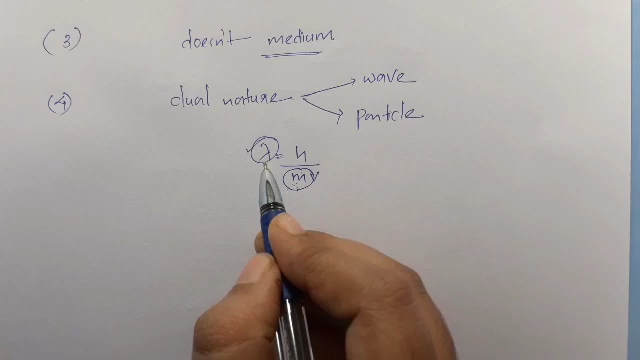 (3) doesn't medium
(4) dual nature wave
particle
λ = h / mv